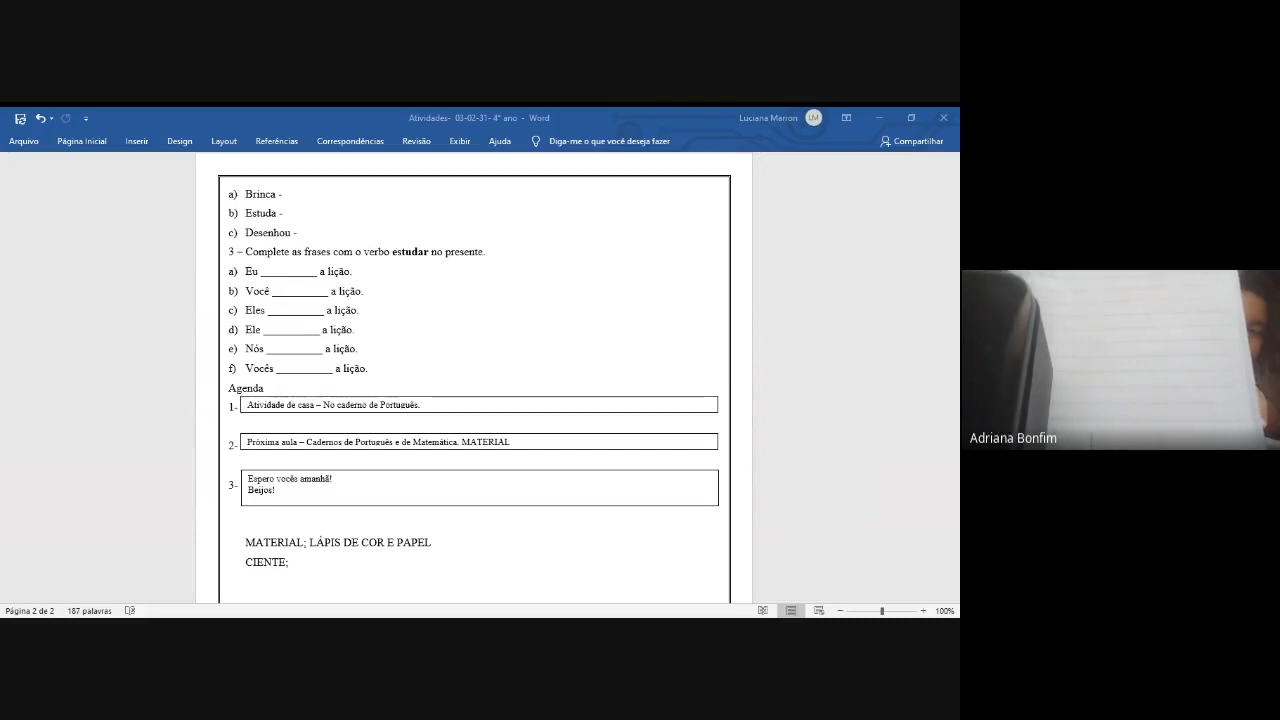 Atividades- 03-02-31- 4º ano - Word
Luciana Marron
LM
Arquivo Página Inicial Inserir Design Layout Referências Correspondências Revisão Exibir Ajuda Diga-me o que você deseja fazer Compartilhar
a) Brinca -
b) Estuda -
c) Desenhou -
3 – Complete as frases com o verbo estudar no presente.
a) Eu __________ a lição.
b) Você __________ a lição.
c) Eles __________ a lição.
d) Ele __________ a lição.
e) Nós __________ a lição.
f) Vocês __________ a lição.
Agenda
1- Atividade de casa – No caderno de Português.
2- Próxima aula – Cadernos de Português e de Matemática. MATERIAL
3- Espero vocês amanhã!
Beijos!
MATERIAL; LÁPIS DE COR E PAPEL
CIENTE;
Página 2 de 2 187 palavras
100%
Adriana Bonfim